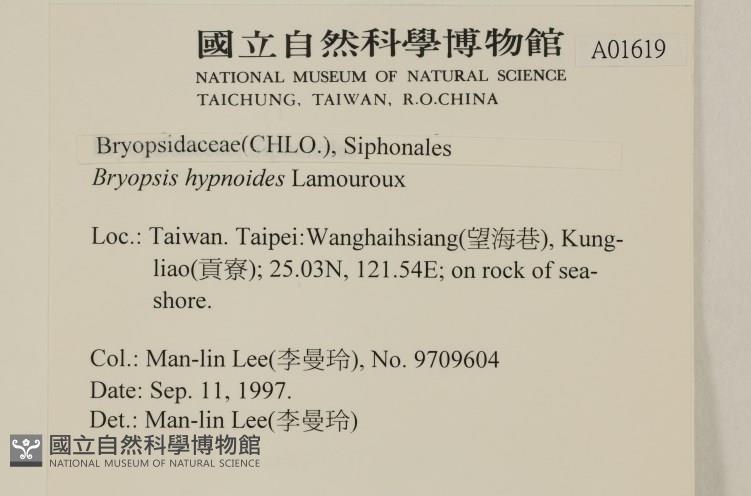 國立自然科學博物館
A01619
NATIONAL MUSEUM OF NATURAL SCIENCE
TAICHUNG, TAIWAN, R.O.CHINA
Bryopsidaceae(CHLO.), Siphonales
Bryopsis hypnoides Lamouroux
Loc.: Taiwan. Taipei:Wanghaihsiang(望海巷), Kung-
liao(貢寮); 25.03N, 121.54E; on rock of sea-
shore.
Col.: Man-lin Lee(李曼玲), No. 9709604
Date: Sep. 11, 1997.
Det.: Man-lin Lee(李曼玲)
國立自然科學博物館
NATIONAL MUSEUM OF NATURAL SCIENCE